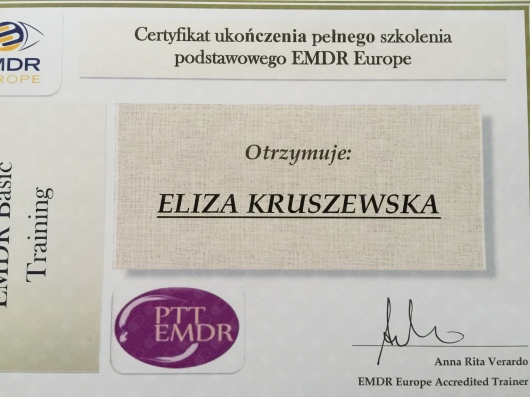 EMDR
EUROPE
Certyfikat ukończenia pełnego szkolenia
podstawowego EMDR Europe
EMDR Basic
Training
Otrzymuje:
ELIZA KRUSZEWSKA
PTT
EMDR
Anna Rita Verardo
EMDR Europe Accredited Trainer